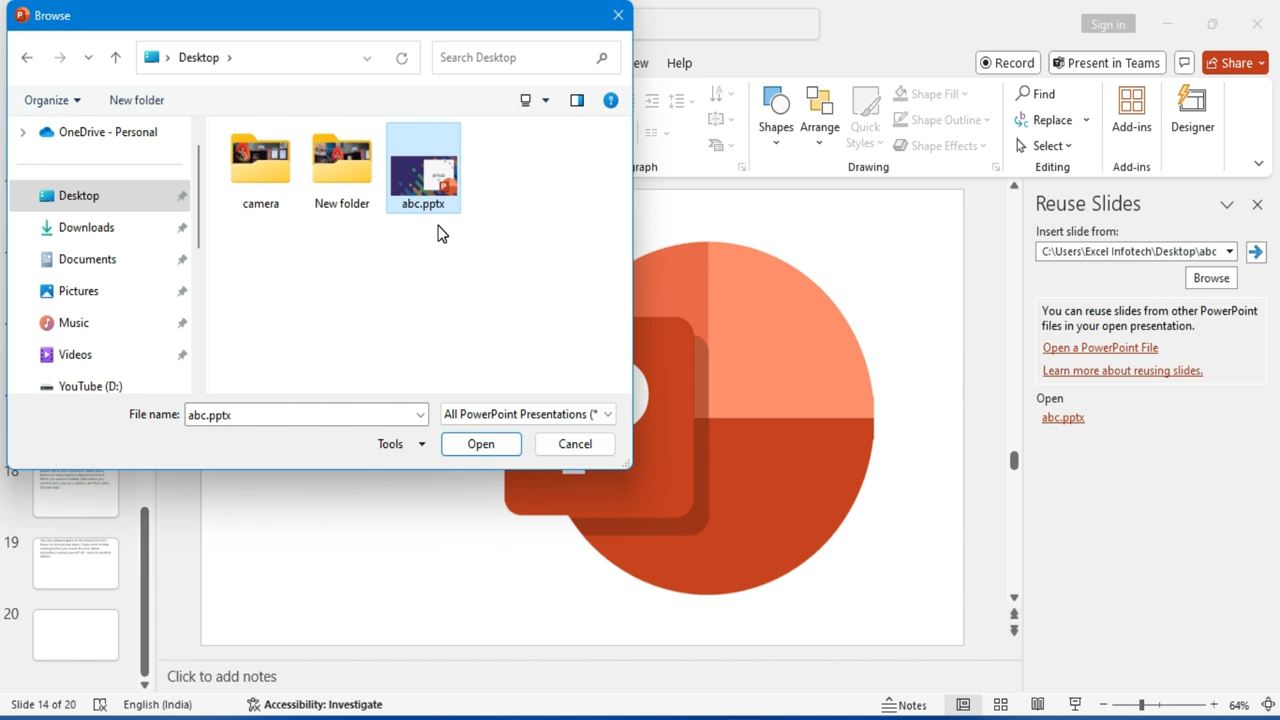 Browse
Desktop
Search Desktop
Organize
New folder
OneDrive - Personal
Desktop
Downloads
Documents
Pictures
Music
Videos
YouTube (D:)
camera
New folder
abc.pptx
File name:
abc.pptx
All PowerPoint Presentations (*
Tools
Open
Cancel
Sign in
ew
Help
Record
Present in Teams
Share
Shapes
Arrange
Quick
Styles
Shape Fill
Shape Outline
Shape Effects
Find
Replace
Select
Add-ins
Designer
ragraph
Drawing
Editing
Add-ins
Reuse Slides
Insert slide from:
C:\Users\Excel Infotech\Desktop\abc
Browse
You can reuse slides from other PowerPoint
files in your open presentation.
Open a PowerPoint File
Learn more about reusing slides.
Open
abc.pptx
18
19
20
Click to add notes
Slide 14 of 20
English (India)
Accessibility: Investigate
Notes
64%